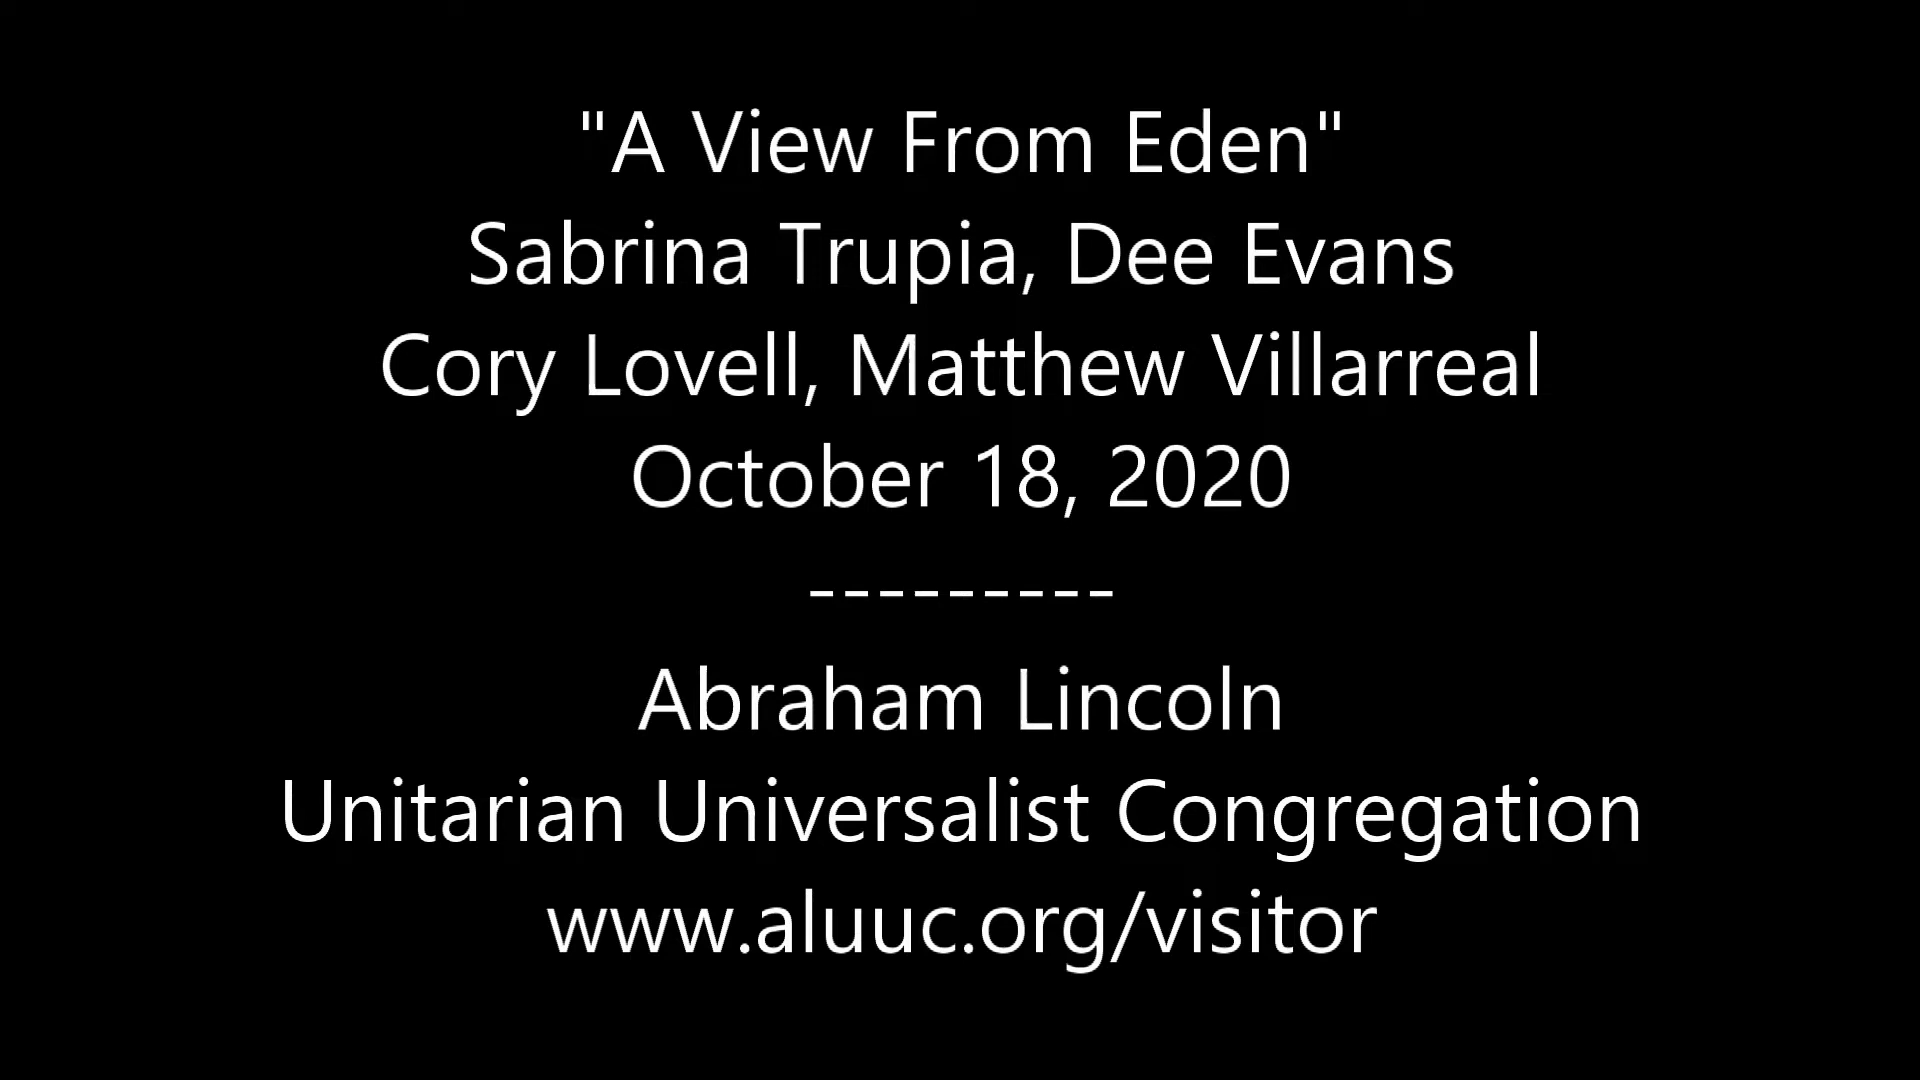 "A View From Eden"
Sabrina Trupia, Dee Evans
Cory Lovell, Matthew Villarreal
October 18, 2020
---------
Abraham Lincoln
Unitarian Universalist Congregation
www.aluuc.org/visitor